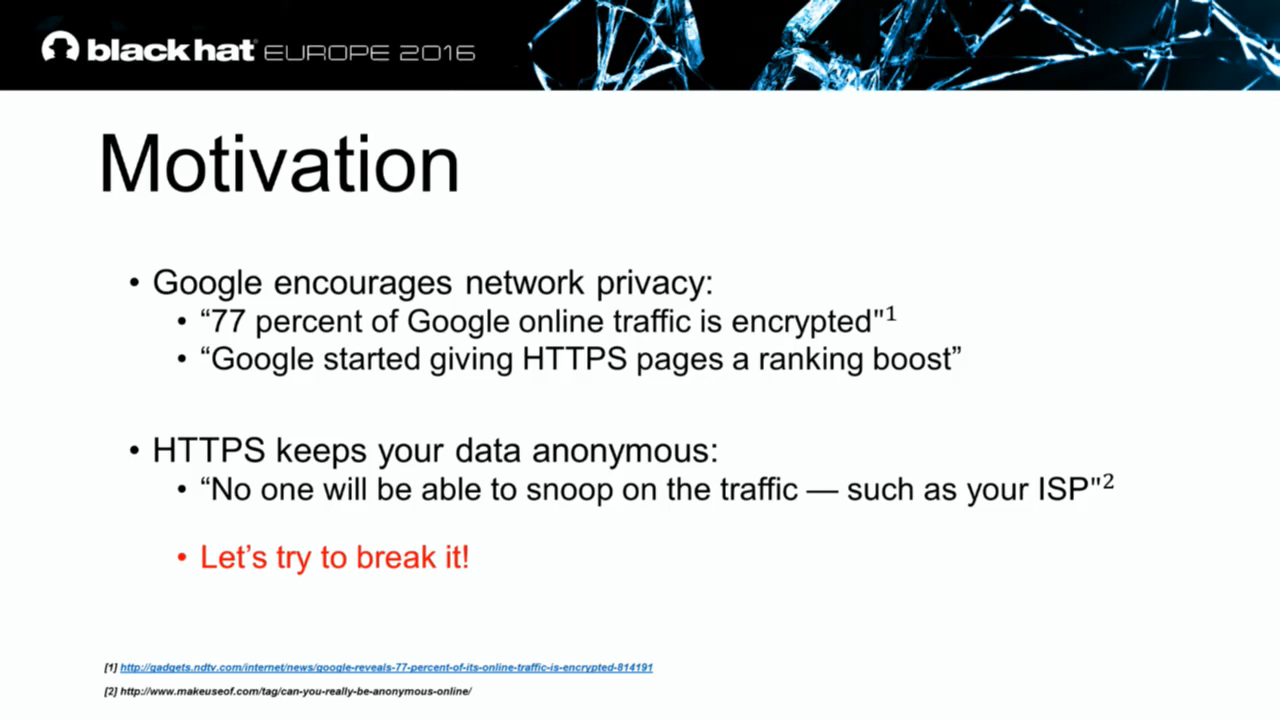 black hat EUROPE 2016
Motivation
• Google encourages network privacy:
• “77 percent of Google online traffic is encrypted"1
• “Google started giving HTTPS pages a ranking boost”
• HTTPS keeps your data anonymous:
• “No one will be able to snoop on the traffic — such as your ISP"2
• Let’s try to break it!
[1] http://gadgets.ndtv.com/internet/news/google-reveals-77-percent-of-its-online-traffic-is-encrypted-814191
[2] http://www.makeuseof.com/tag/can-you-really-be-anonymous-online/